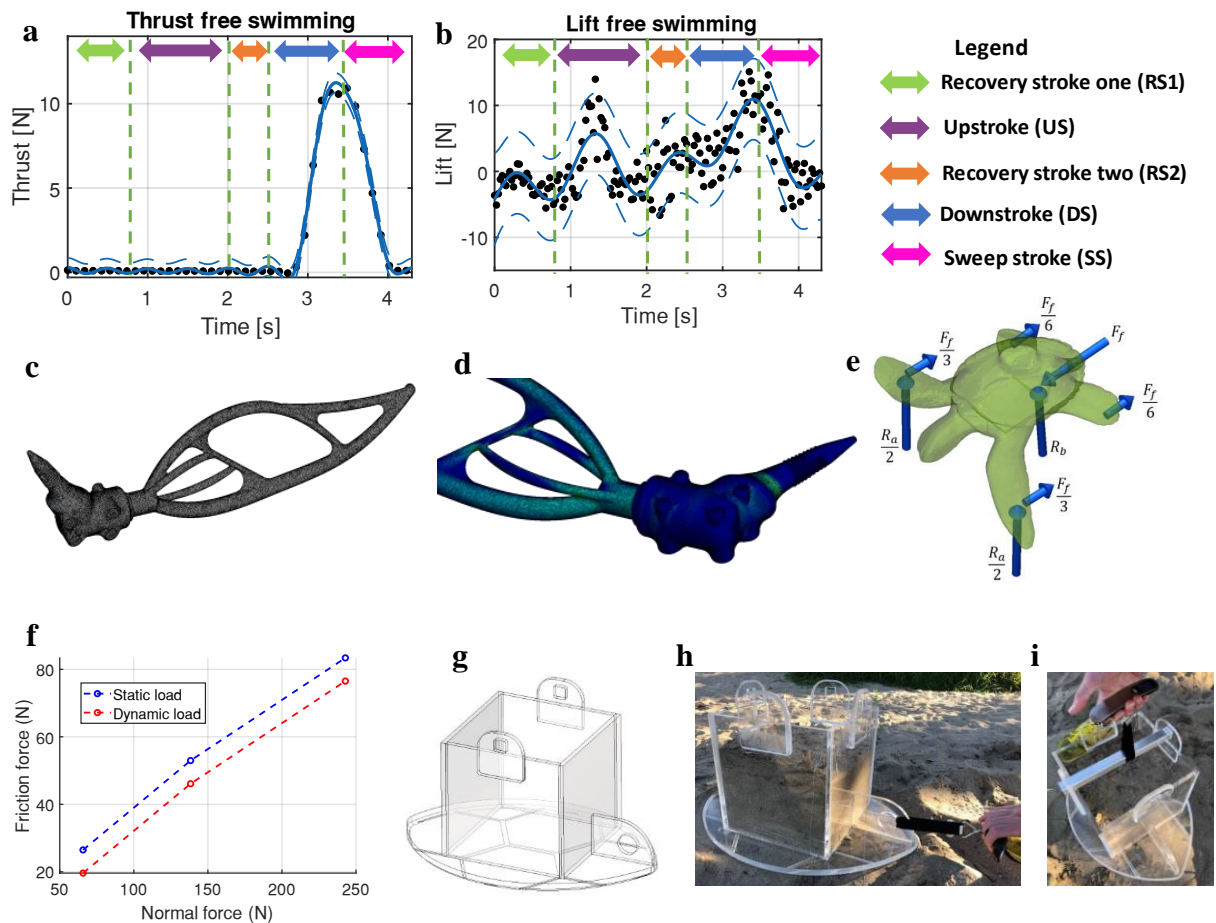 a
Thrust free swimming
Thrust [N]
10
5
0
0
1
2
3
4
Time [s]
b
Lift free swimming
Lift [N]
20
10
0
-10
0
1
2
3
4
Time [s]
Legend
Recovery stroke one (RS1)
Upstroke (US)
Recovery stroke two (RS2)
Downstroke (DS)
Sweep stroke (SS)
c
d
e
F_f/6
F_f
F_f/3
F_f/6
R_a/2
R_b
F_f/3
R_a/2
f
Friction force (N)
80
60
40
20
Static load
Dynamic load
50
100
150
200
250
Normal force (N)
g
h
i